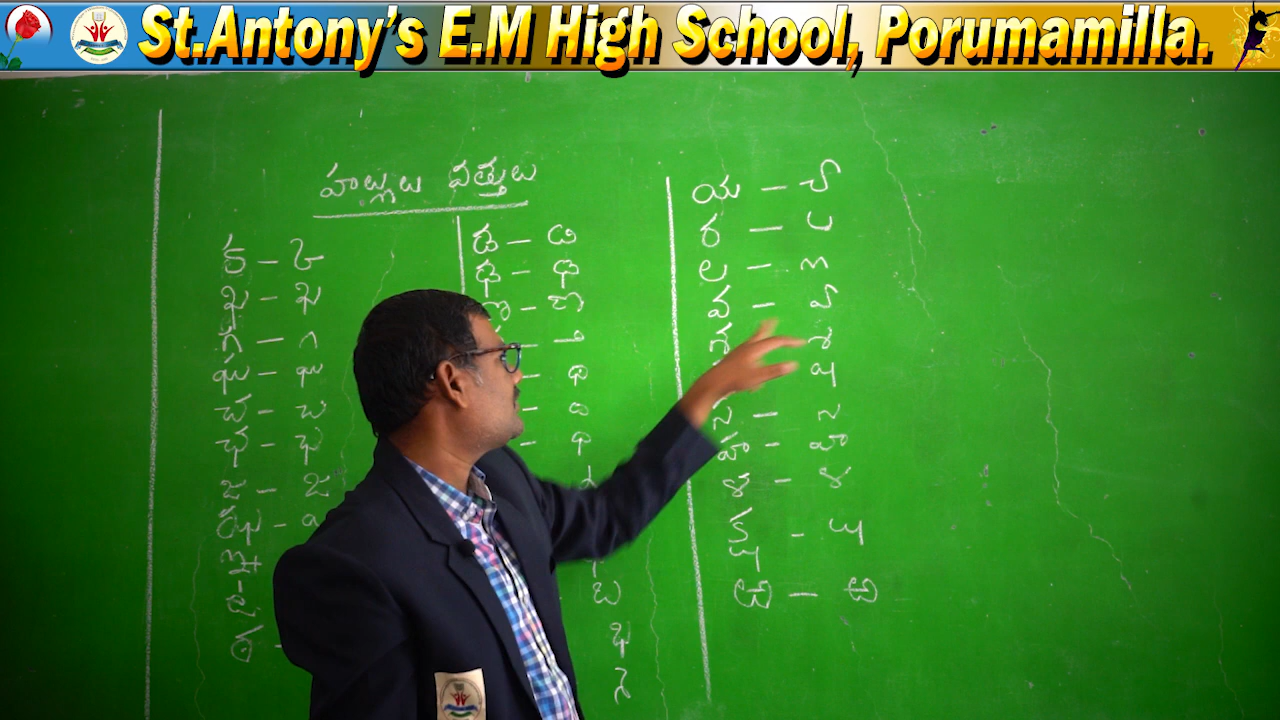 St.Antony's E.M High School, Porumamilla.
హల్లులు వత్తులు
క – ్క
ఖ – ్ఖ
గ – ్గ
ఘ – ్ఘ
చ – ్చ
ఛ – ్ఛ
జ – ్జ
ఝ –
ట
డ – ్డ
ఢ – ్ఢ
ణ – ్ణ
– ్త
– ్థ
– ్ద
– ్ధ
్బ
్భ
య – ్య
ర – ్ర
ల – ్ల
వ – ్వ
శ ్శ
్ష
స – ్స
హ – ్హ
ళ – ్ళ
క్ష – ్ష
ఱ – ్ఱ